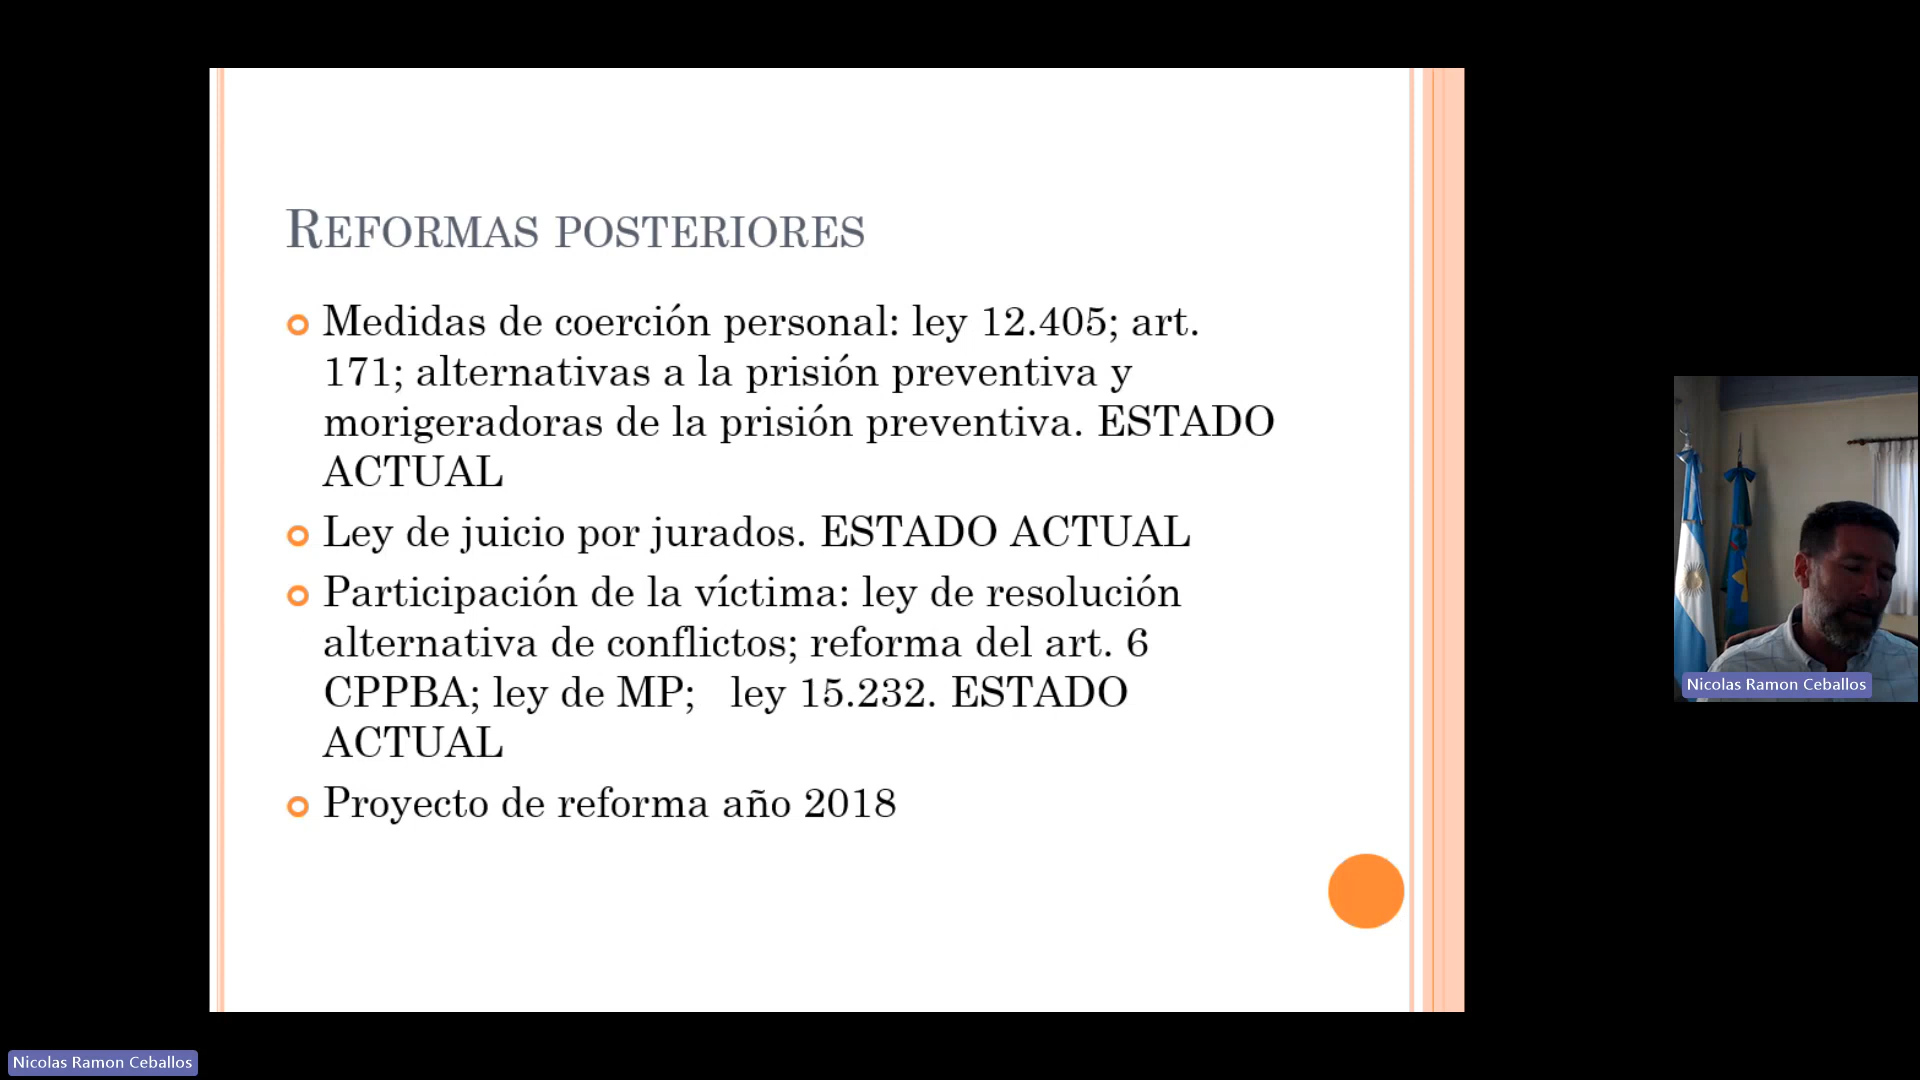 REFORMAS POSTERIORES
Medidas de coerción personal: ley 12.405; art.
171; alternativas a la prisión preventiva y
morigeradoras de la prisión preventiva. ESTADO
ACTUAL
Ley de juicio por jurados. ESTADO ACTUAL
Participación de la víctima: ley de resolución
alternativa de conflictos; reforma del art. 6
CPPBA; ley de MP; ley 15.232. ESTADO
ACTUAL
Proyecto de reforma año 2018
Nicolas Ramon Ceballos
Nicolas Ramon Ceballos